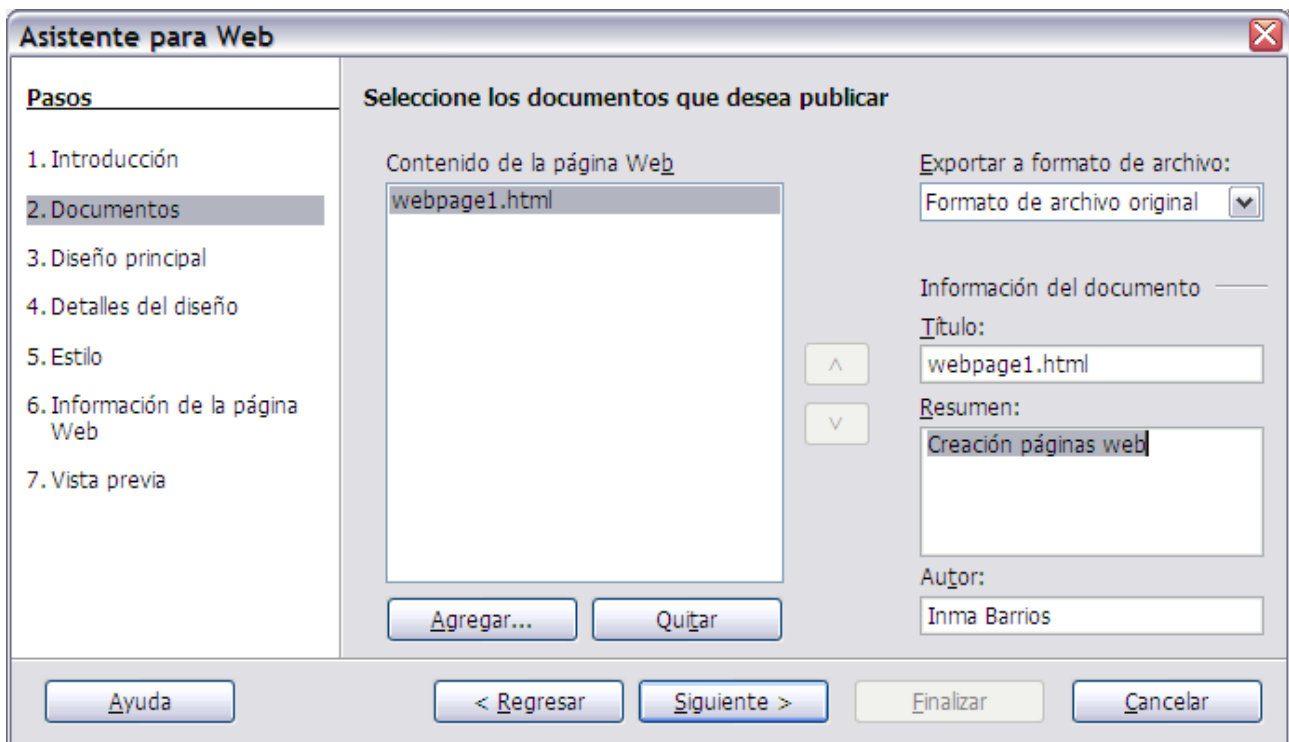 Asistente para Web
Pasos
1. Introducción
2. Documentos
3. Diseño principal
4. Detalles del diseño
5. Estilo
6. Información de la página
Web
7. Vista previa
Seleccione los documentos que desea publicar
Contenido de la página Web
webpage1.html
Agregar...
Quitar
Exportar a formato de archivo:
Formato de archivo original
Información del documento
Título:
webpage1.html
Resumen:
Creación páginas web
Autor:
Inma Barrios
Ayuda
< Regresar
Siguiente >
Finalizar
Cancelar